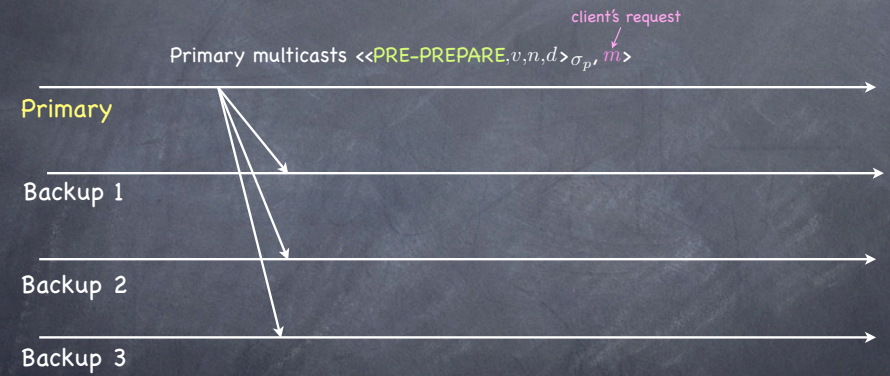 client's request
Primary multicasts <<PRE-PREPARE,v,n,d>σp, m>
Primary
Backup 1
Backup 2
Backup 3